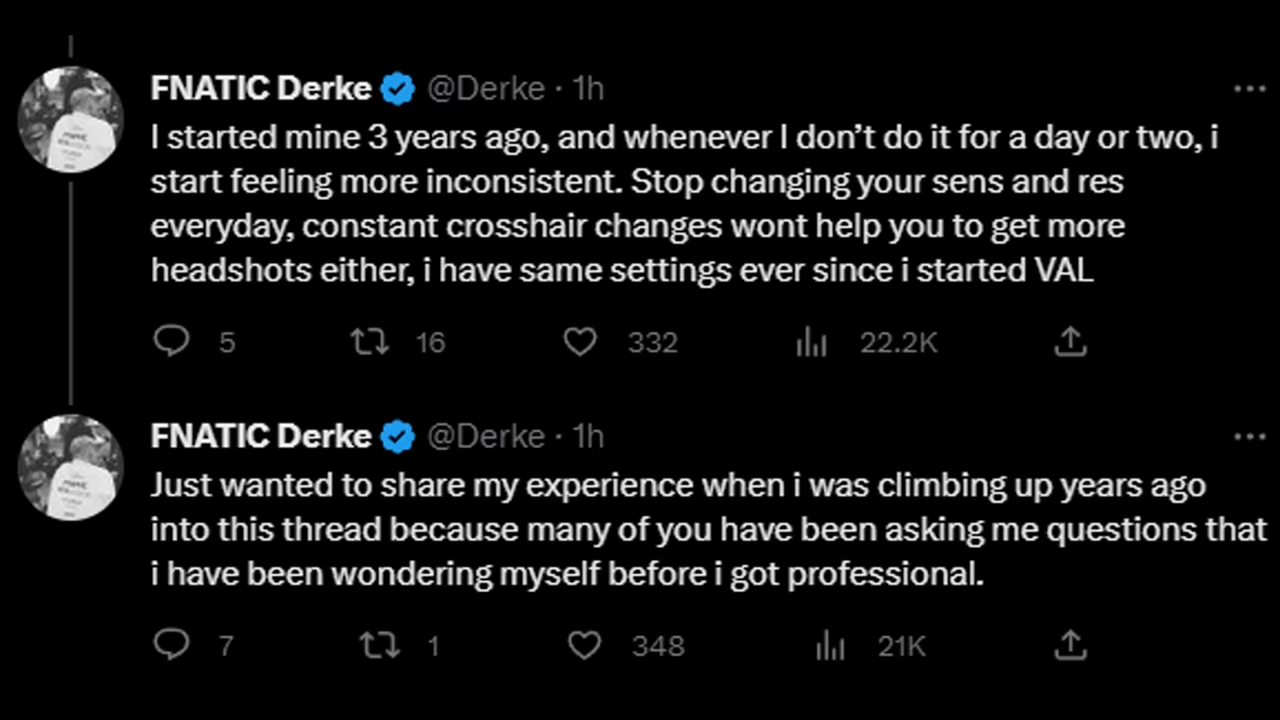 FNATIC Derke @Derke · 1h
I started mine 3 years ago, and whenever I don’t do it for a day or two, i
start feeling more inconsistent. Stop changing your sens and res
everyday, constant crosshair changes wont help you to get more
headshots either, i have same settings ever since i started VAL
5 16 332 22.2K
FNATIC Derke @Derke · 1h
Just wanted to share my experience when i was climbing up years ago
into this thread because many of you have been asking me questions that
i have been wondering myself before i got professional.
7 1 348 21K